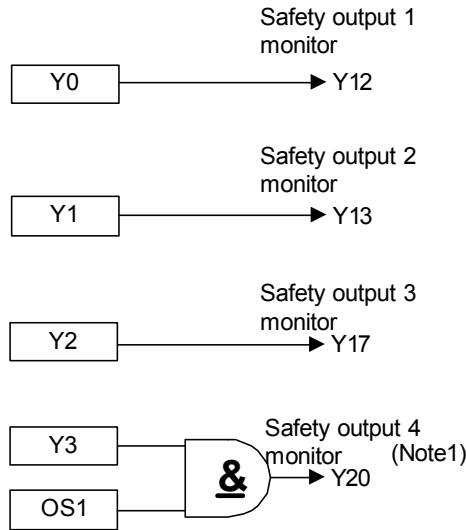 Safety output 1
monitor
Y0
Y12
Safety output 2
monitor
Y1
Y13
Safety output 3
monitor
Y2
Y17
Y3
Safety output 4
monitor (Note1)
&
Y20
OS1